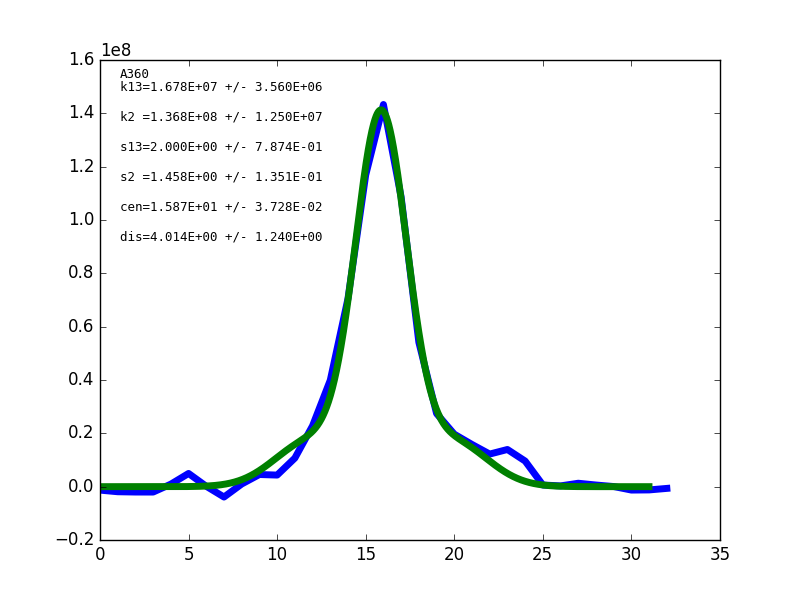 1e8
A360
k13=1.678E+07 +/- 3.560E+06
k2 =1.368E+08 +/- 1.250E+07
s13=2.000E+00 +/- 7.874E-01
s2 =1.458E+00 +/- 1.351E-01
cen=1.587E+01 +/- 3.728E-02
dis=4.014E+00 +/- 1.240E+00
1.6
1.4
1.2
1.0
0.8
0.6
0.4
0.2
0.0
−0.2
0 5 10 15 20 25 30 35